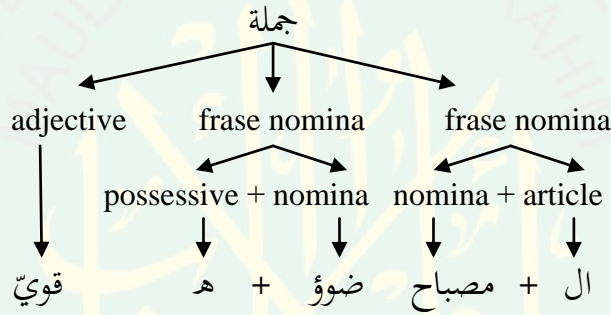 جملة
adjective frase nomina frase nomina
possessive + nomina nomina + article
ال + مصباح ضوؤ + ه قويّ